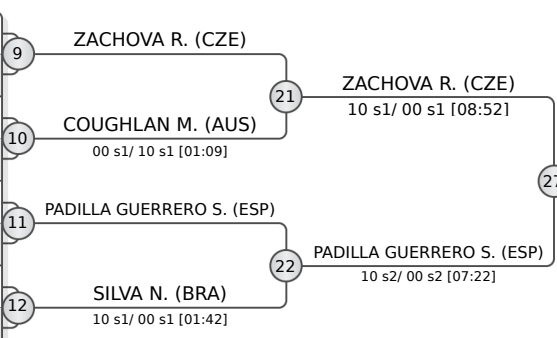 9
ZACHOVA R. (CZE)
21
ZACHOVA R. (CZE)
10 s1/ 00 s1 [08:52]
10
COUGHLAN M. (AUS)
00 s1/ 10 s1 [01:09]
27
11
PADILLA GUERRERO S. (ESP)
22
PADILLA GUERRERO S. (ESP)
10 s2/ 00 s2 [07:22]
12
SILVA N. (BRA)
10 s1/ 00 s1 [01:42]